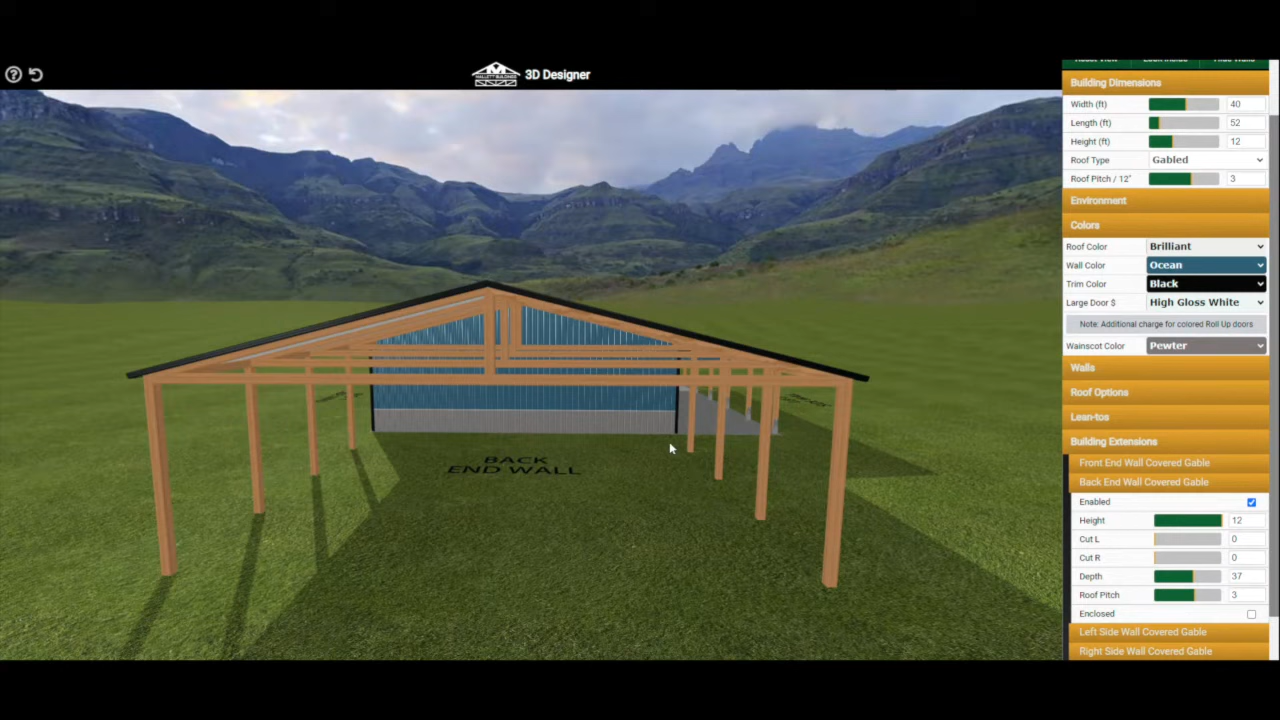 MALLETT BUILDINGS
3D Designer
Building Dimensions
Width (ft) 40
Length (ft) 52
Height (ft) 12
Roof Type Gabled
Roof Pitch / 12" 3
Environment
Colors
Roof Color Brilliant
Wall Color Ocean
Trim Color Black
Large Door $ High Gloss White
Note: Additional charge for colored Roll Up doors
Wainscot Color Pewter
Walls
Roof Options
Lean-tos
Building Extensions
Front End Wall Covered Gable
Back End Wall Covered Gable
Enabled
Height 12
Cut L 0
Cut R 0
Depth 37
Roof Pitch 3
Enclosed
Left Side Wall Covered Gable
Right Side Wall Covered Gable
BACK
END WALL